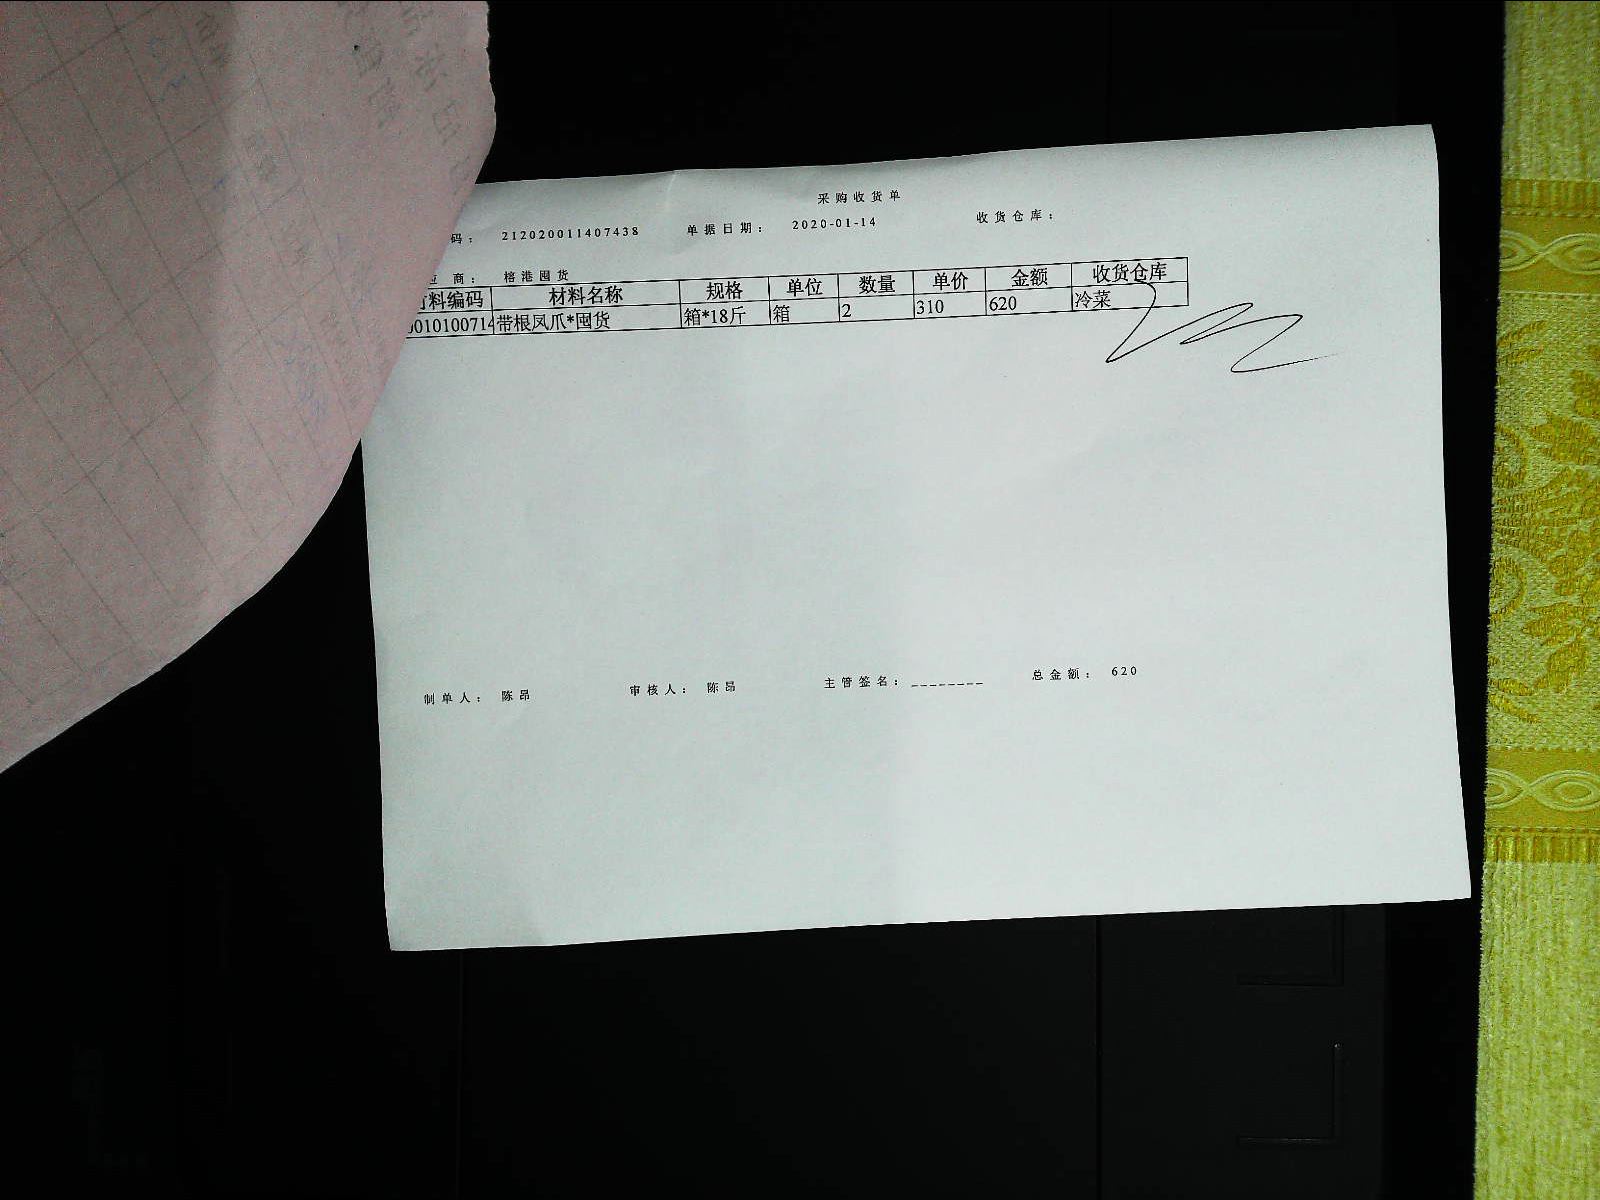 采购收货单
码： 212020011407438 单据日期： 2020-01-14 收货仓库：
应商： 榕港囤货
材料编码 材料名称 规格 单位 数量 单价 金额 收货仓库
0010100714 带根凤爪*囤货 箱*18斤 箱 2 310 620 冷菜
制单人： 陈昂 审核人： 陈昂 主管签名：________ 总金额： 620